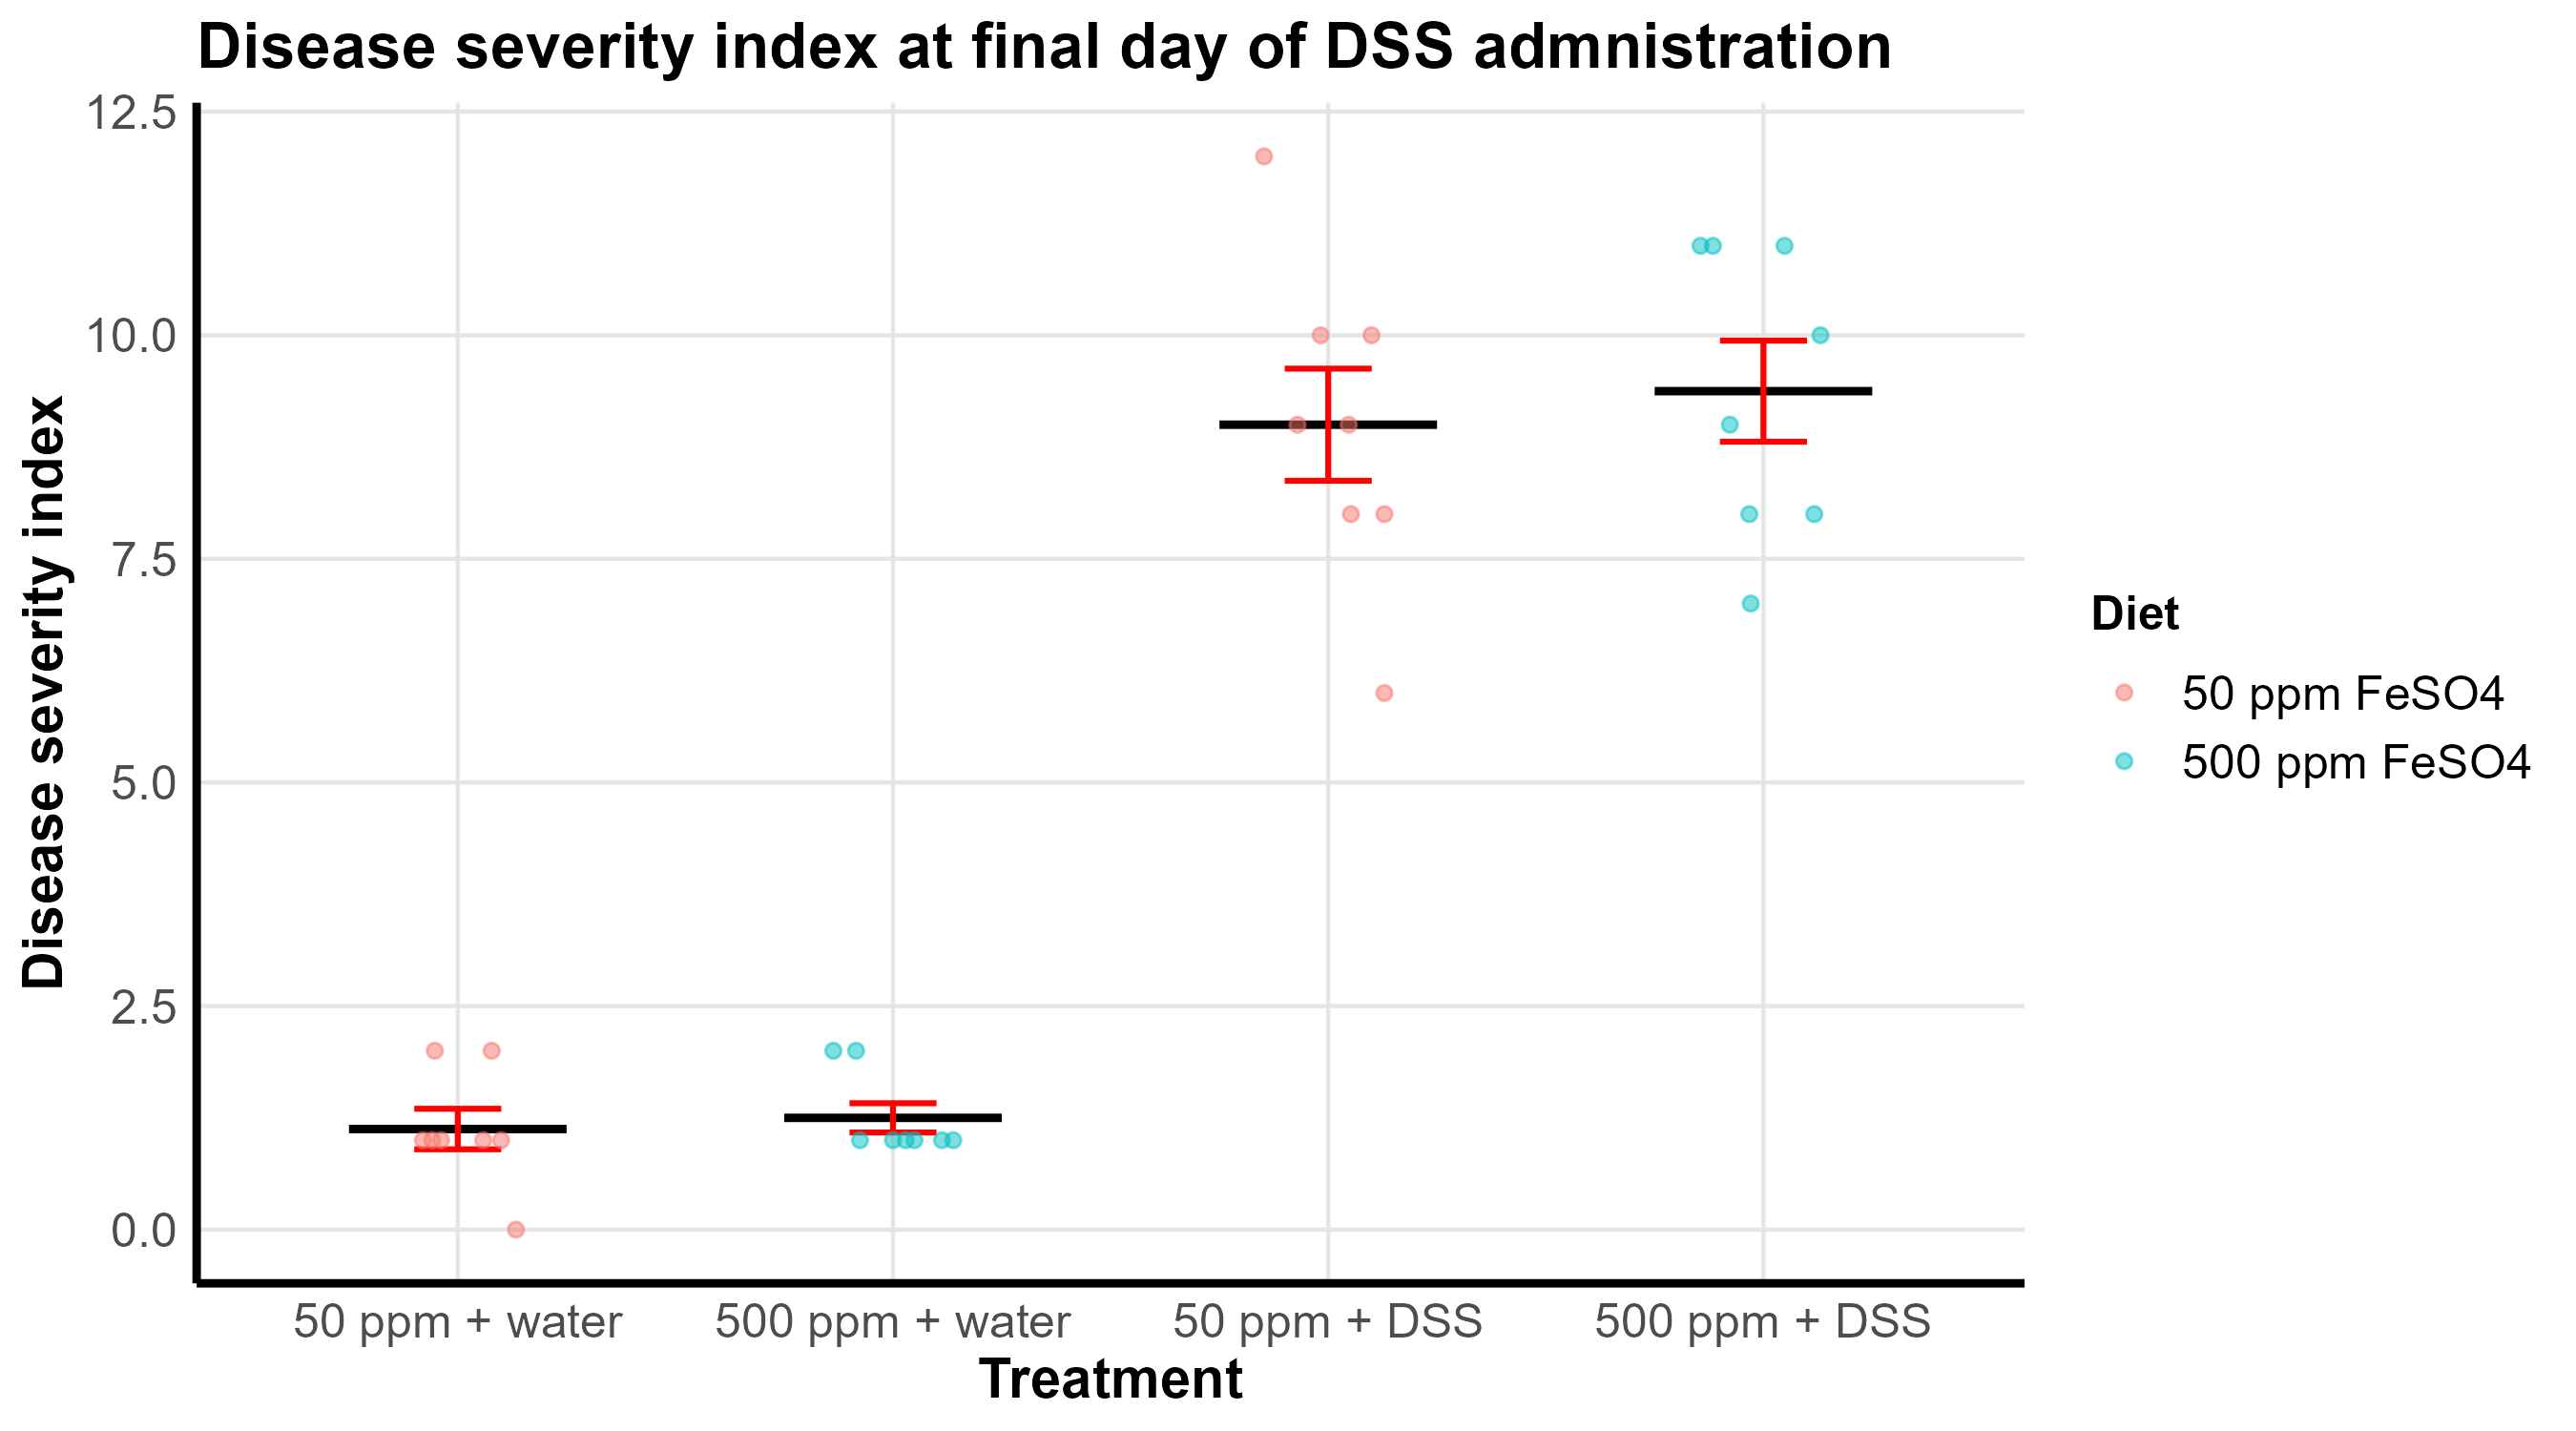 Disease severity index at final day of DSS admnistration
Disease severity index
12.5
10.0
7.5
5.0
2.5
0.0
50 ppm + water
500 ppm + water
50 ppm + DSS
500 ppm + DSS
Treatment
Diet
50 ppm FeSO4
500 ppm FeSO4